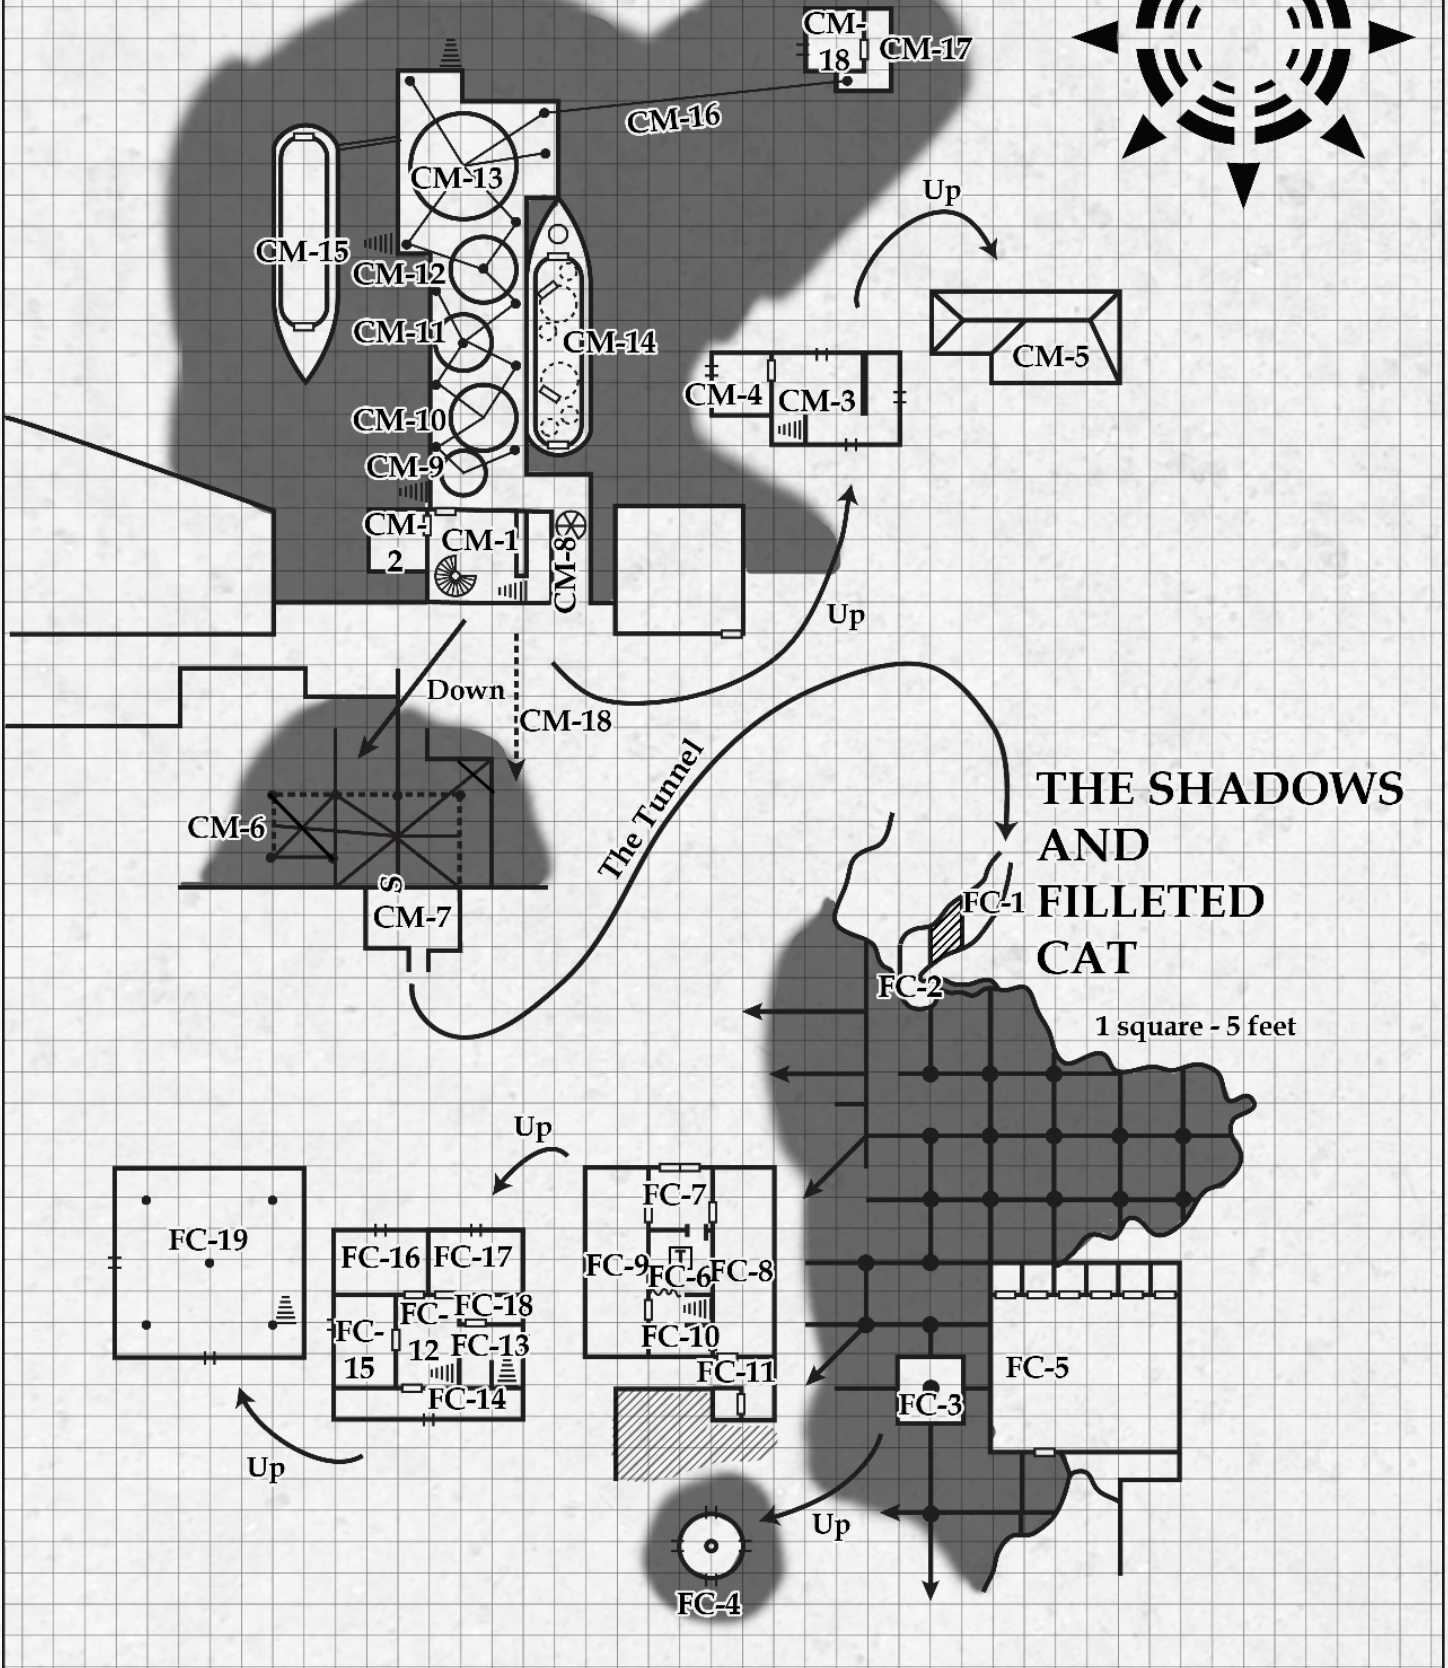 CM-
18
CM-17
CM-16
CM-13
Up
CM-15
CM-12
CM-11
CM-14
CM-5
CM-4
CM-3
CM-10
CM-9
CM-
2
CM-1
CM-8
Up
Down
CM-18
The Tunnel
THE SHADOWS
AND
FILLETED
CAT
CM-6
S
CM-7
FC-1
FC-2
1 square - 5 feet
Up
FC-7
FC-19
FC-16
FC-17
FC-9
T
FC-6
FC-8
FC-
12
FC-18
FC-
15
FC-13
FC-10
FC-11
FC-5
FC-14
FC-3
Up
Up
FC-4